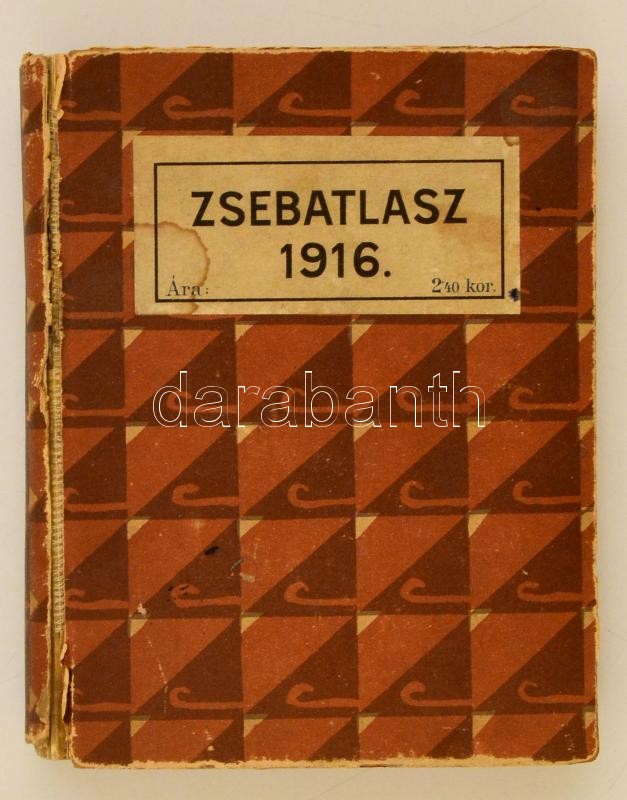 ZSEBATLASZ
1916.
Ára: 2·40 kor.
darabanth